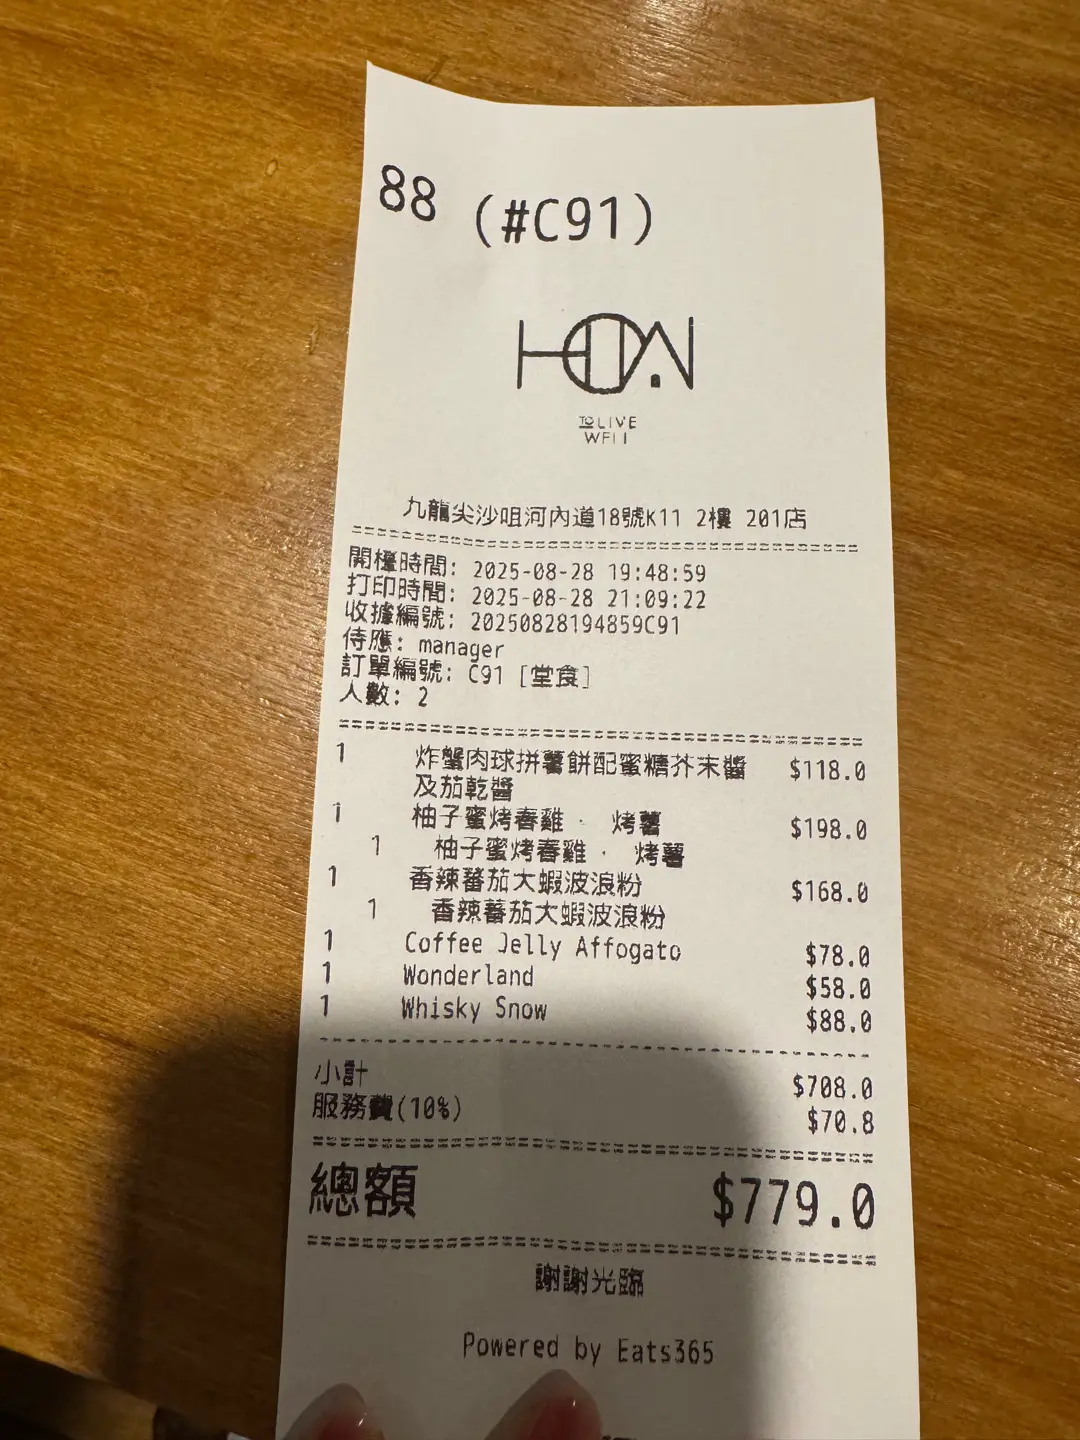 88 (#C91)
TO LIVE
WELL
九龍尖沙咀河內道18號K11 2樓 201店
開檯時間: 2025-08-28 19:48:59
打印時間: 2025-08-28 21:09:22
收據編號: 20250828194859C91
侍應: manager
訂單編號: C91 [堂食]
人數: 2
1 炸蟹肉球拼薯餅配蜜糖芥末醬 $118.0
及茄乾醬
1 柚子蜜烤春雞 · 烤薯 $198.0
1 柚子蜜烤春雞 · 烤薯
1 香辣蕃茄大蝦波浪粉 $168.0
1 香辣蕃茄大蝦波浪粉
1 Coffee Jelly Affogato $78.0
1 Wonderland $58.0
1 Whisky Snow $88.0
小計 $708.0
服務費(10%) $70.8
總額 $779.0
謝謝光臨
Powered by Eats365